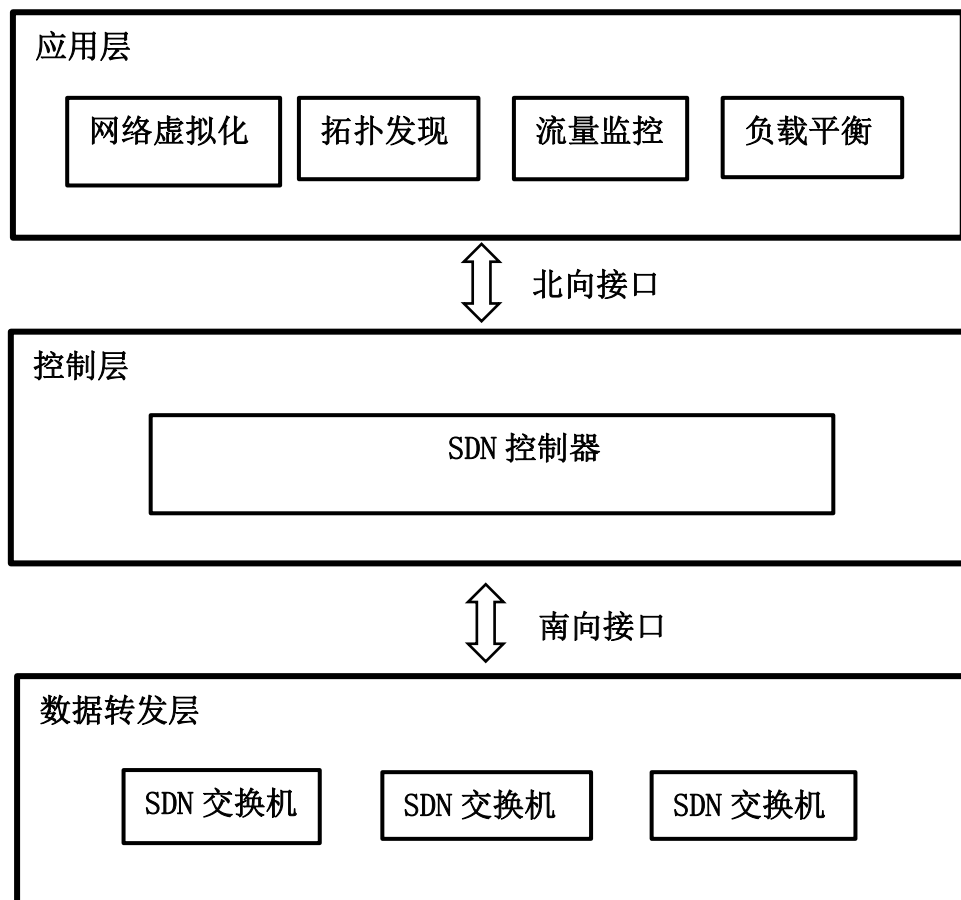 应用层
网络虚拟化
拓扑发现
流量监控
负载平衡
北向接口
控制层
SDN 控制器
南向接口
数据转发层
SDN 交换机
SDN 交换机
SDN 交换机